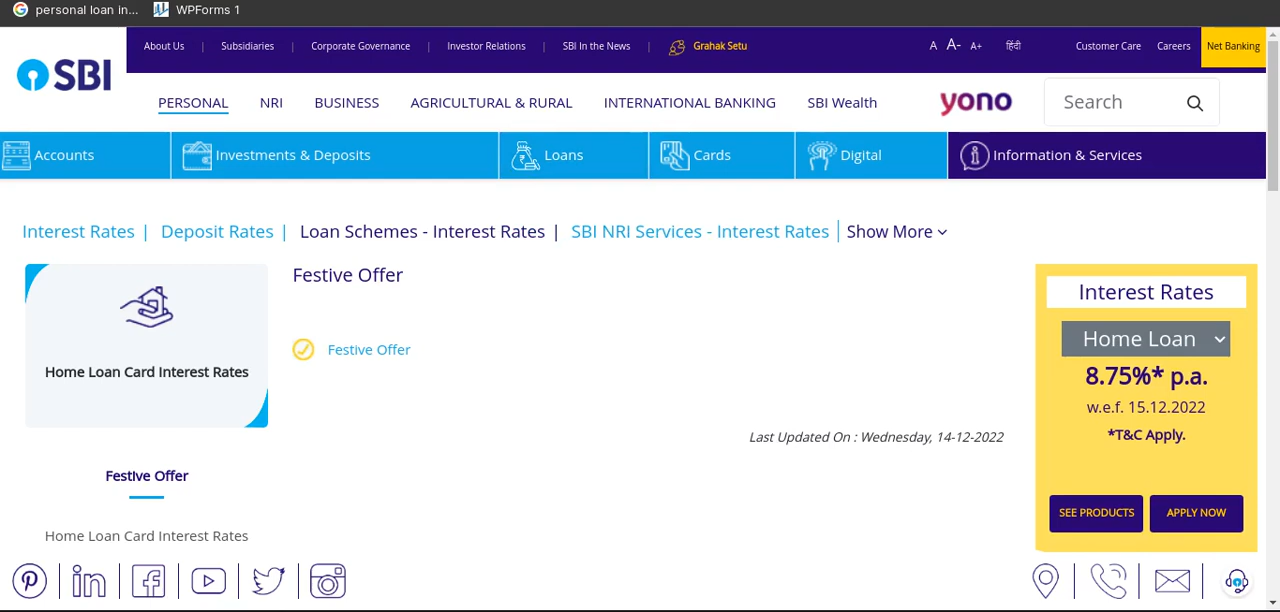 personal loan in... WPForms 1
About Us | Subsidiaries | Corporate Governance | Investor Relations | SBI In the News | Grahak Setu A A- A+ हिंदी Customer Care Careers Net Banking
SBI
PERSONAL NRI BUSINESS AGRICULTURAL & RURAL INTERNATIONAL BANKING SBI Wealth yono Search
Accounts Investments & Deposits Loans Cards Digital Information & Services
Interest Rates | Deposit Rates | Loan Schemes - Interest Rates | SBI NRI Services - Interest Rates | Show More
Festive Offer
Interest Rates
Home Loan
Festive Offer
Home Loan Card Interest Rates
8.75%* p.a.
w.e.f. 15.12.2022
*T&C Apply.
Last Updated On : Wednesday, 14-12-2022
Festive Offer
SEE PRODUCTS APPLY NOW
Home Loan Card Interest Rates